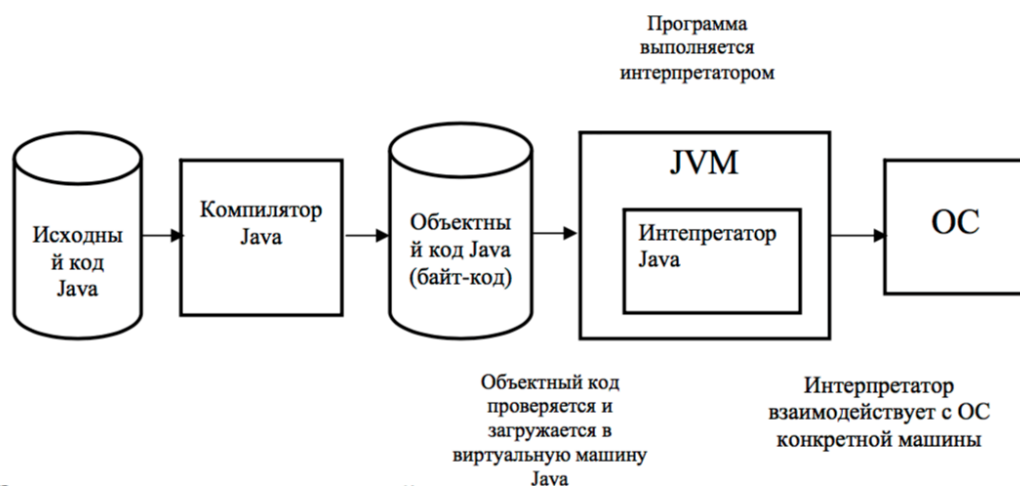 Программа
выполняется
интерпретатором
Исходны
й код
Java
Компилятор
Java
Объектны
й код Java
(байт-код)
JVM
Интепретатор
Java
ОС
Объектный код
проверяется и
загружается в
виртуальную машину
Java
Интерпретатор
взаимодействует с ОС
конкретной машины